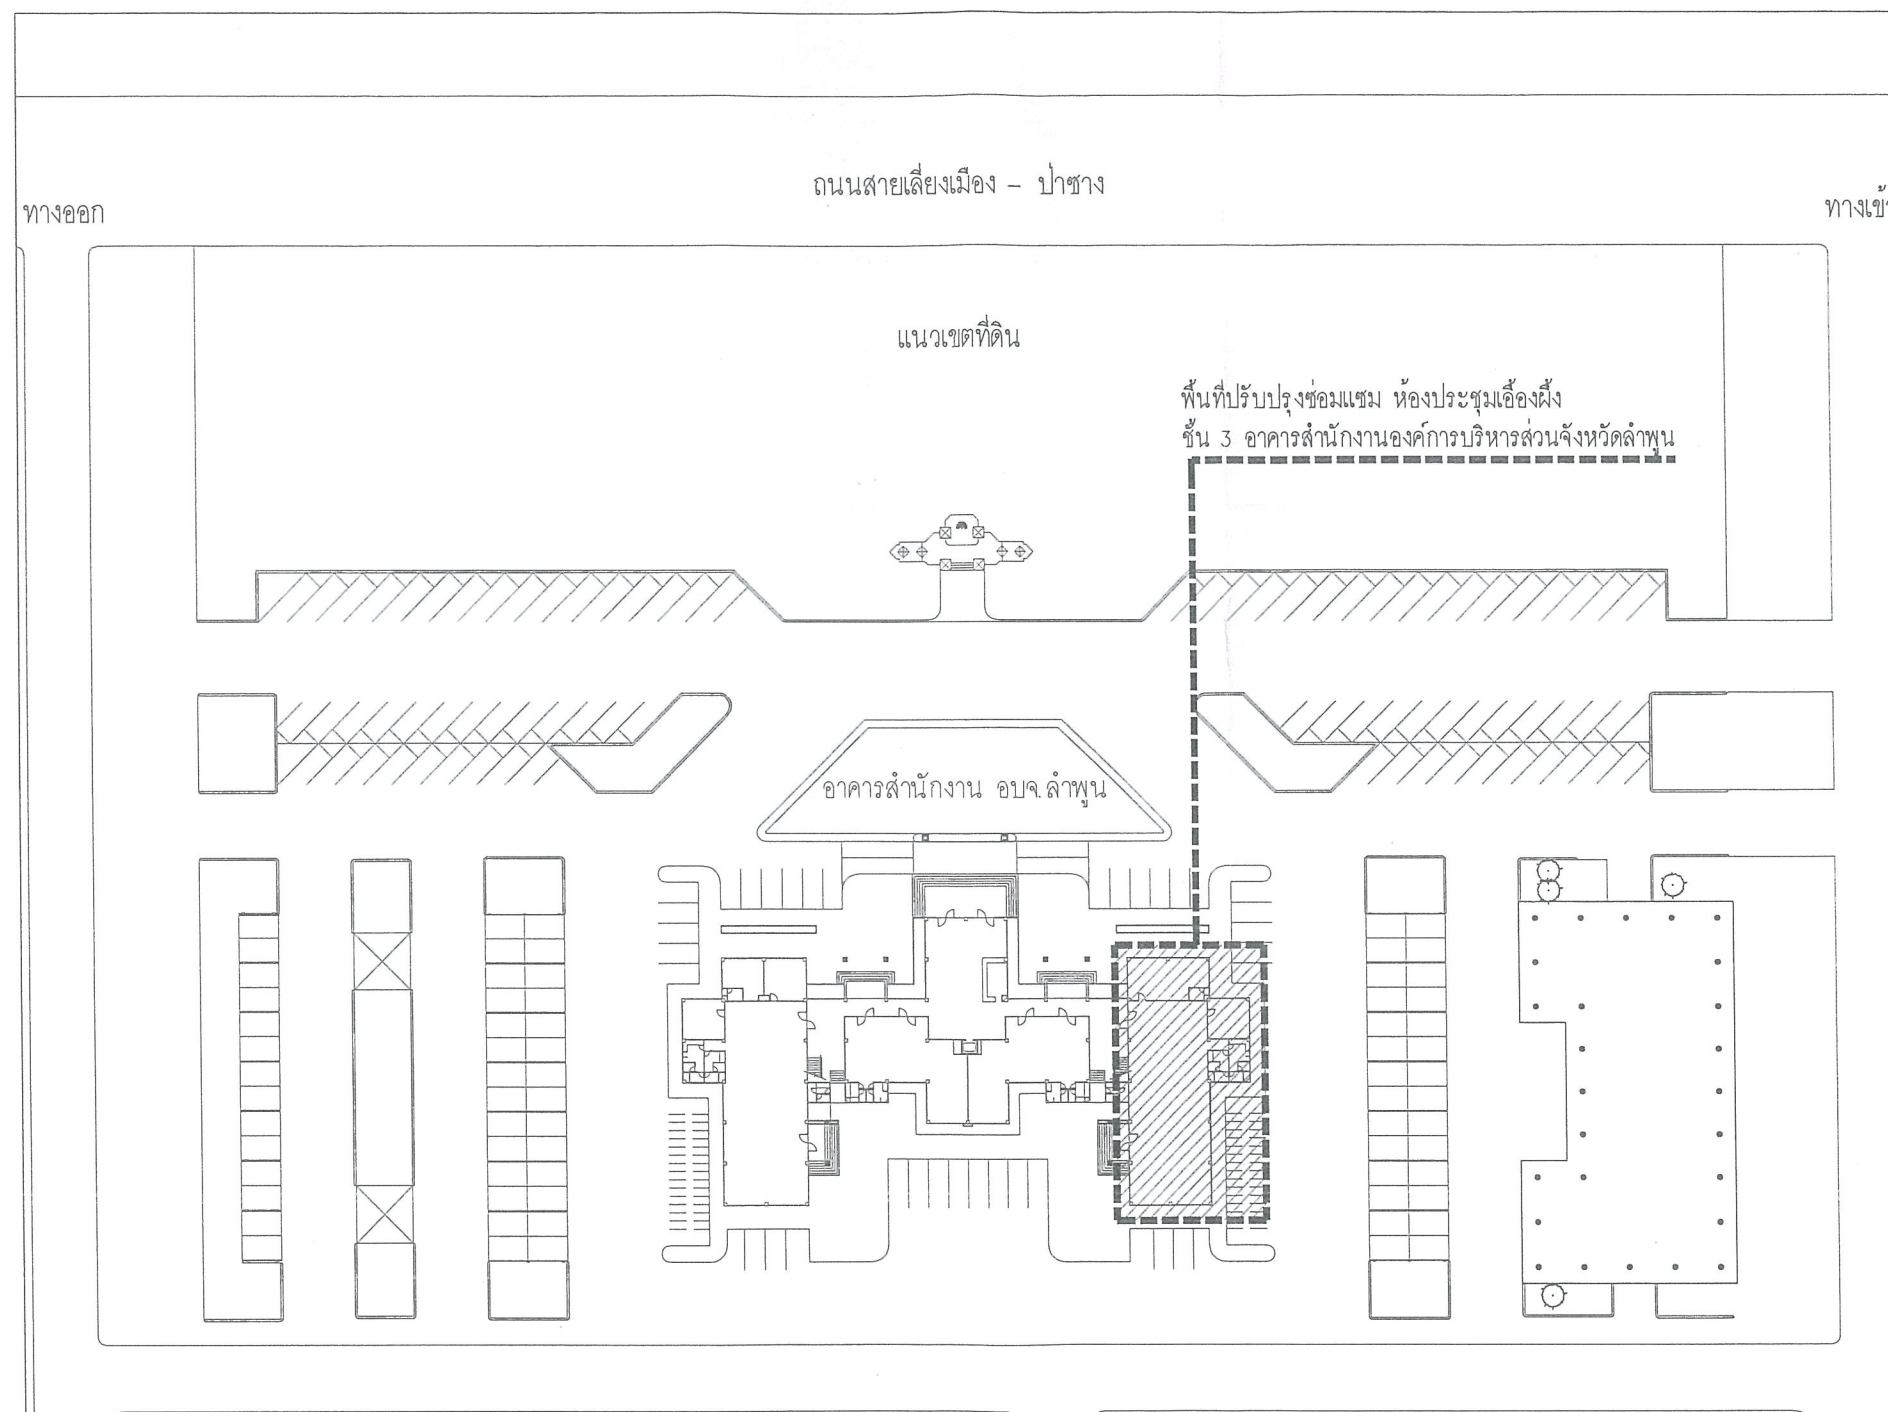 ถนนสายเลี่ยงเมือง - ป่าซาง
ทางออก
ทางเข้า
แนวเขตที่ดิน
พื้นที่ปรับปรุงซ่อมแซม ห้องประชุมเอื้องผึ้ง
ชั้น 3 อาคารสำนักงานองค์การบริหารส่วนจังหวัดลำพูน
อาคารสำนักงาน อบจ.ลำพูน